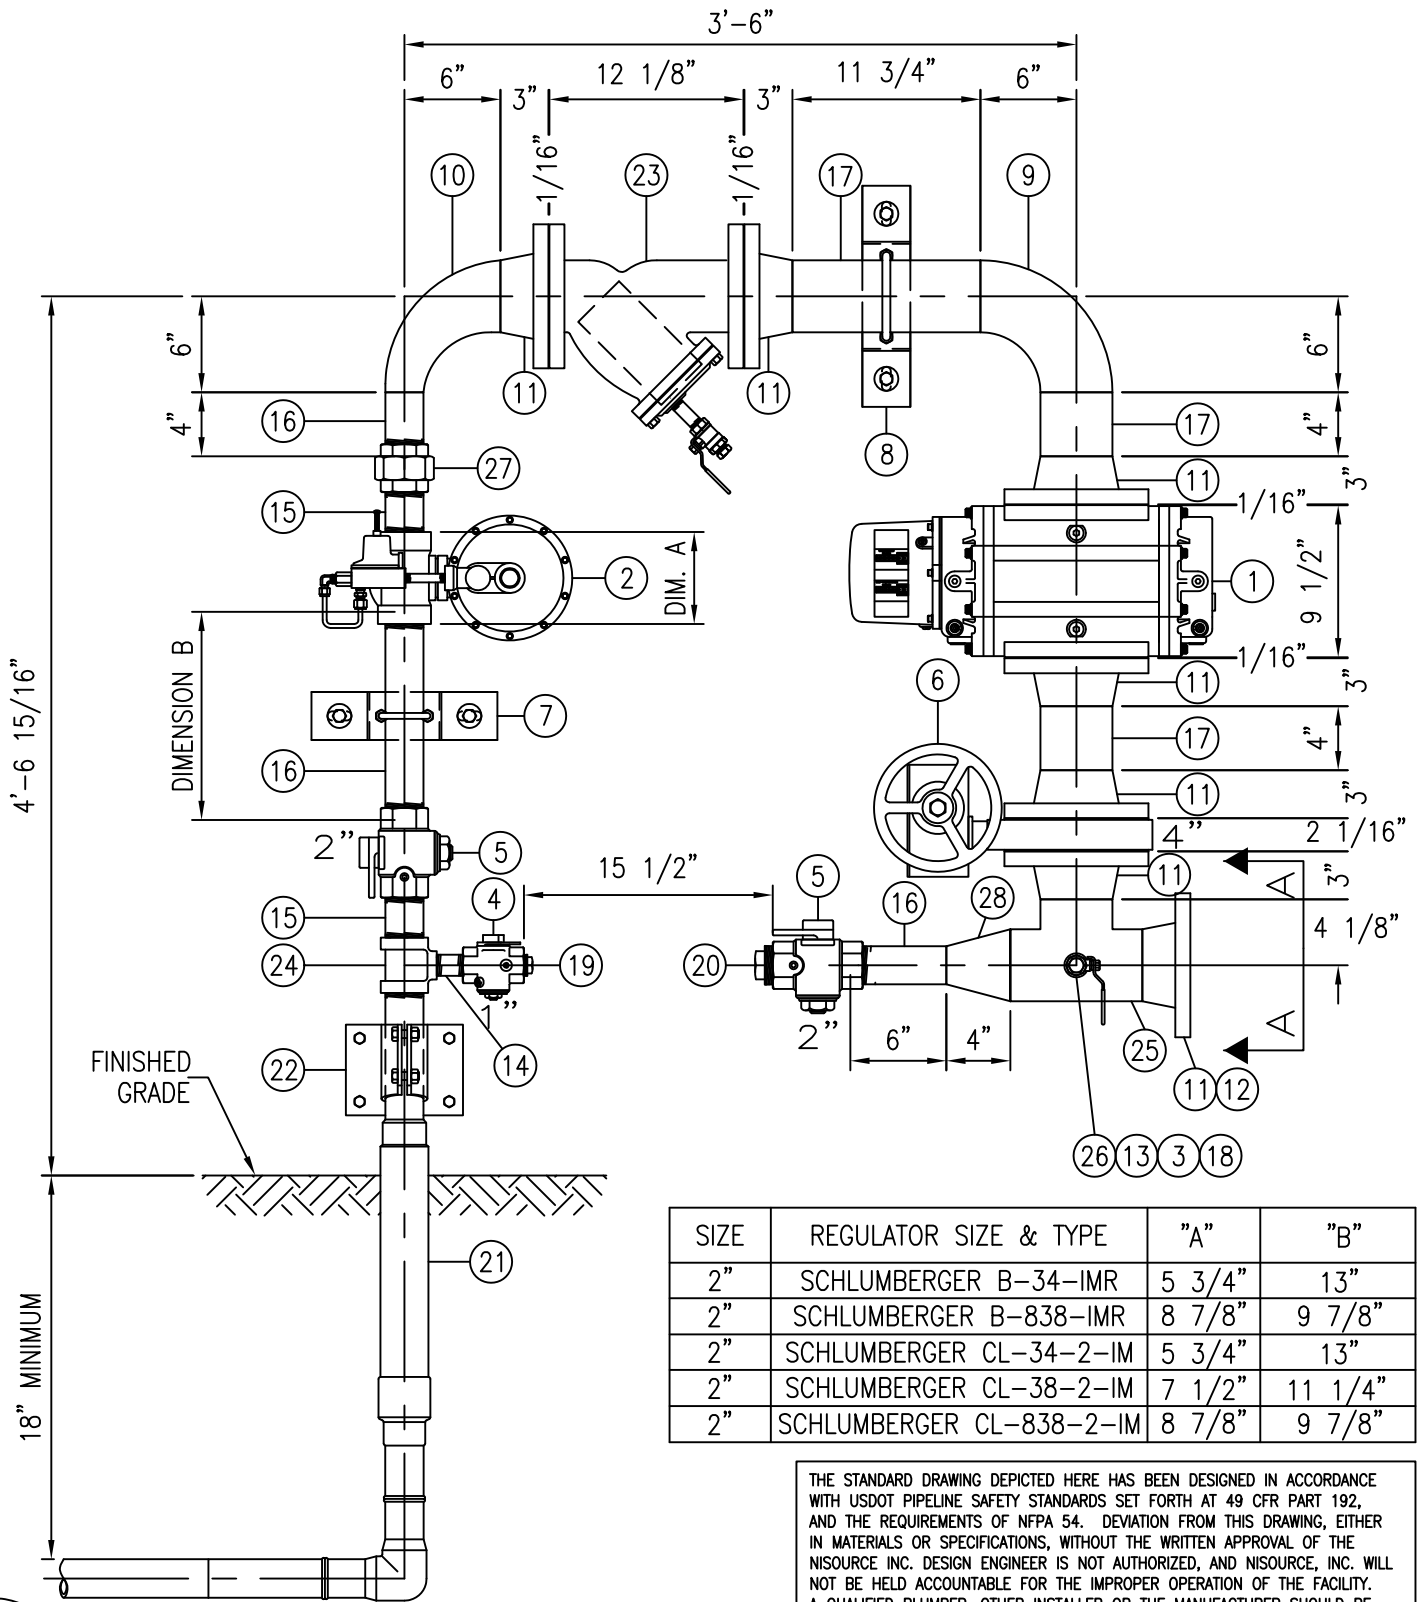 3'-6"
6" 3" 12 1/8" 3" 11 3/4" 6"
1/16" 1/16"
10 23 17 9
6" 6"
11 11
4" 16 8 17 4"
27 11 3"
15 1/16"
2 DIM. A 1 9 1/2"
4'-6 15/16"
DIMENSION B
1/16"
6 11 3"
7 17 4"
16 11 3"
2" 5 4" 2 1/16"
15 1/2" 5 11 A 3"
4 16 28
15 4 1/8"
24 19 20
1" 2" 6" 4" A
14 25
22 11 12
FINISHED
GRADE
26 13 3 18
21
18" MINIMUM
SIZE REGULATOR SIZE & TYPE "A" "B"
2" SCHLUMBERGER B-34-IMR 5 3/4" 13"
2" SCHLUMBERGER B-838-IMR 8 7/8" 9 7/8"
2" SCHLUMBERGER CL-34-2-IM 5 3/4" 13"
2" SCHLUMBERGER CL-38-2-IM 7 1/2" 11 1/4"
2" SCHLUMBERGER CL-838-2-IM 8 7/8" 9 7/8"
THE STANDARD DRAWING DEPICTED HERE HAS BEEN DESIGNED IN ACCORDANCE
WITH USDOT PIPELINE SAFETY STANDARDS SET FORTH AT 49 CFR PART 192,
AND THE REQUIREMENTS OF NFPA 54. DEVIATION FROM THIS DRAWING, EITHER
IN MATERIALS OR SPECIFICATIONS, WITHOUT THE WRITTEN APPROVAL OF THE
NISOURCE INC. DESIGN ENGINEER IS NOT AUTHORIZED, AND NISOURCE, INC. WILL
NOT BE HELD ACCOUNTABLE FOR THE IMPROPER OPERATION OF THE FACILITY.
A QUALIFIED PLUMBER, OTHER INSTALLER OR THE MANUFACTURER SHOULD BE